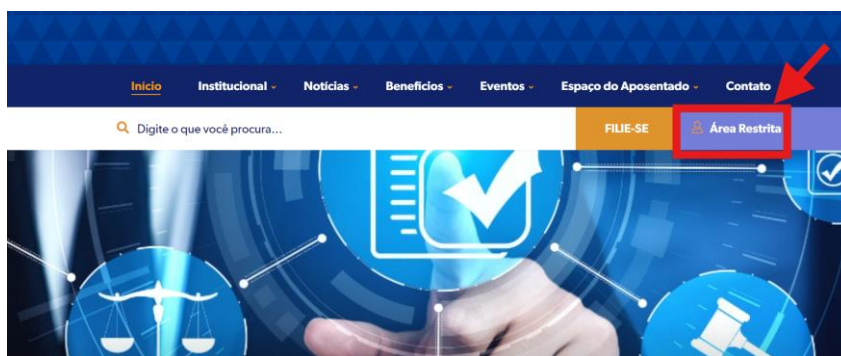 Início Institucional Notícias Benefícios Eventos Espaço do Aposentado Contato
Digite o que você procura... FILIE-SE Área Restrita